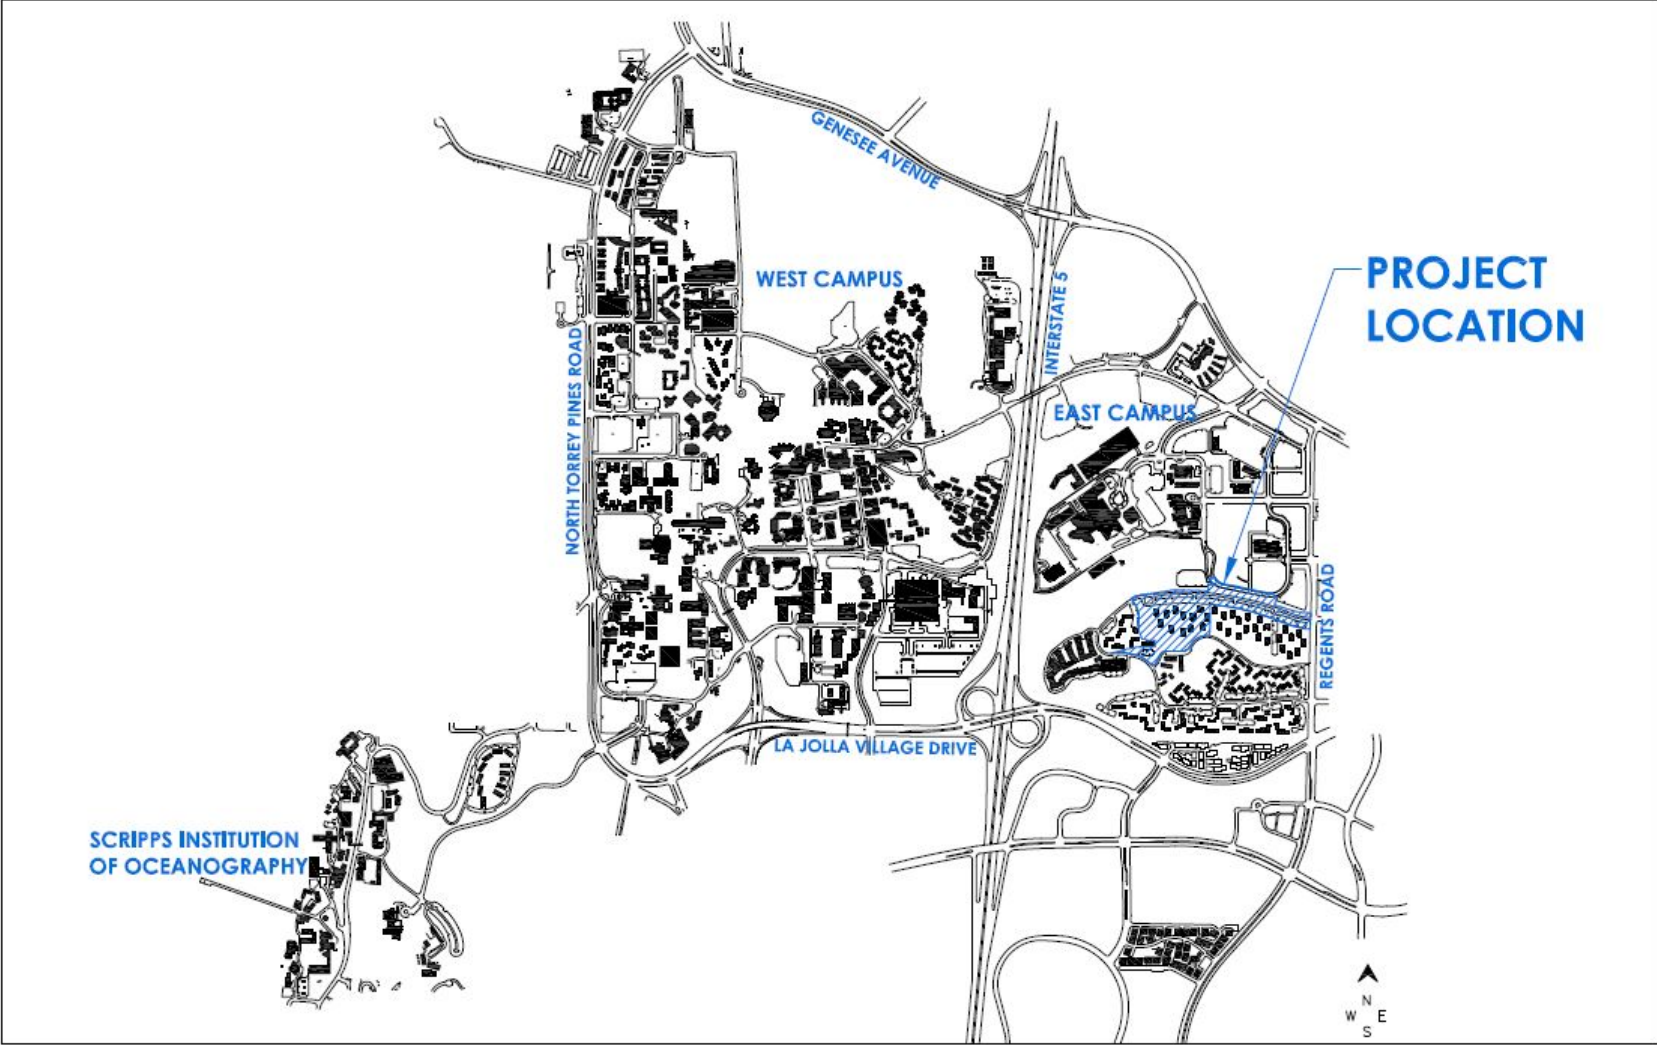 GENESEE AVENUE
WEST CAMPUS
INTERSTATE 5
PROJECT
LOCATION
NORTH TORREY PINES ROAD
EAST CAMPUS
REGENTS ROAD
LA JOLLA VILLAGE DRIVE
SCRIPPS INSTITUTION
OF OCEANOGRAPHY
N
W E
S